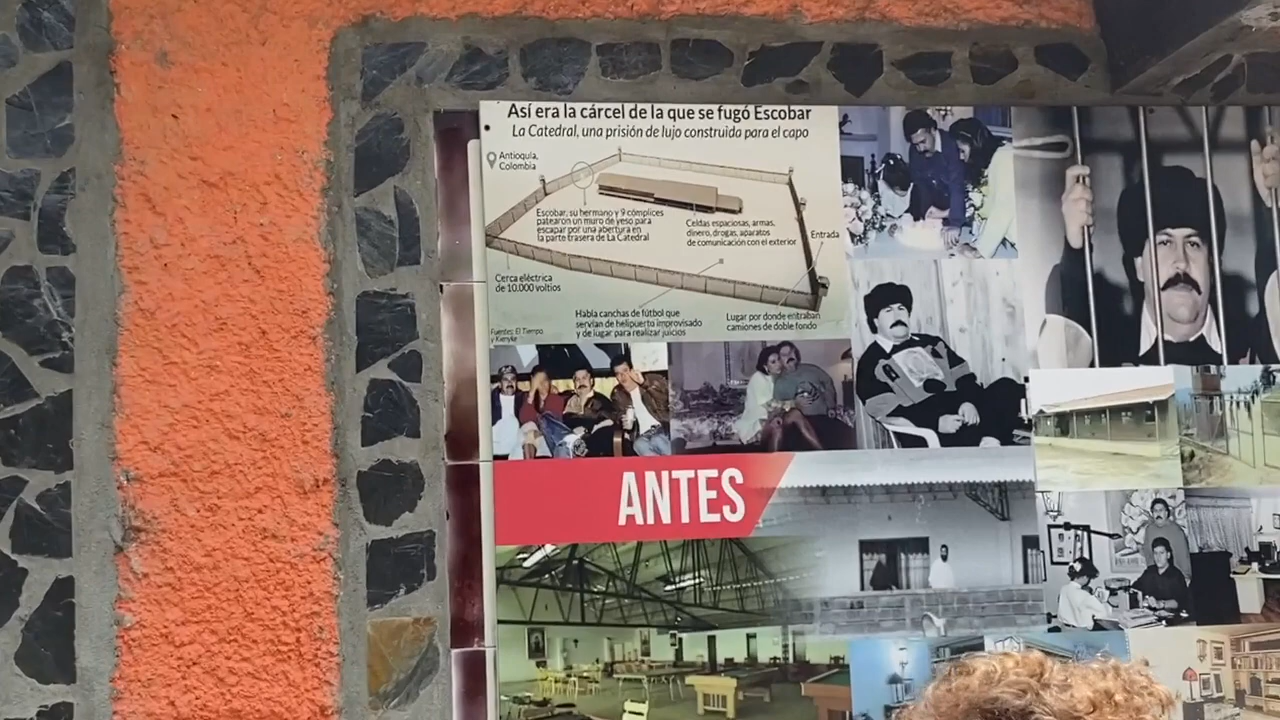 Así era la cárcel de la que se fugó Escobar
La Catedral, una prisión de lujo construida para el capo
Antioquia,
Colombia
Escobar, su hermano y 9 cómplices
patearon un muro de yeso para
escapar por una abertura en
la parte trasera de La Catedral
Celdas espaciosas, armas,
dinero, drogas, aparatos
de comunicación con el exterior
Entrada
Cerca eléctrica
de 10.000 voltios
Había canchas de fútbol que
servían de helipuerto improvisado
y de lugar para realizar juicios
Lugar por donde entraban
camiones de doble fondo
Fuentes: El Tiempo
y Kienyke
ANTES